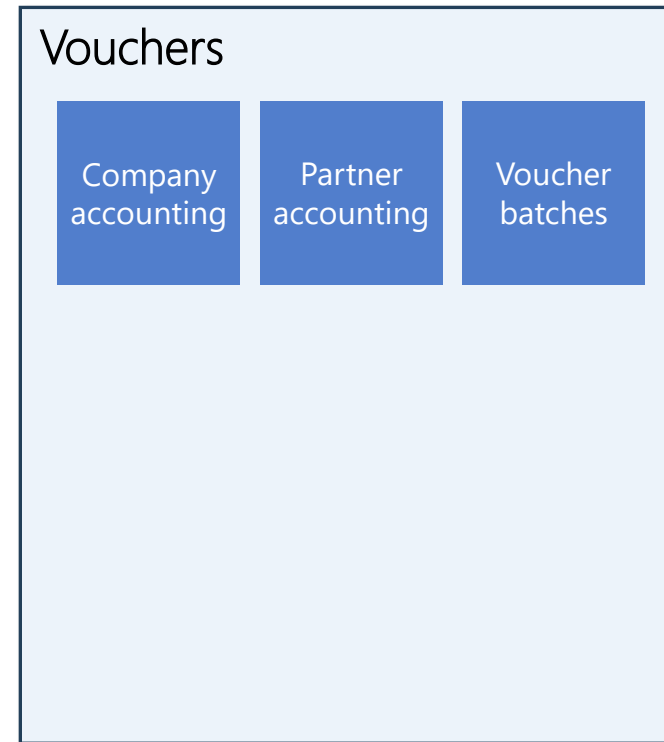 Vouchers
Company
accounting
Partner
accounting
Voucher
batches